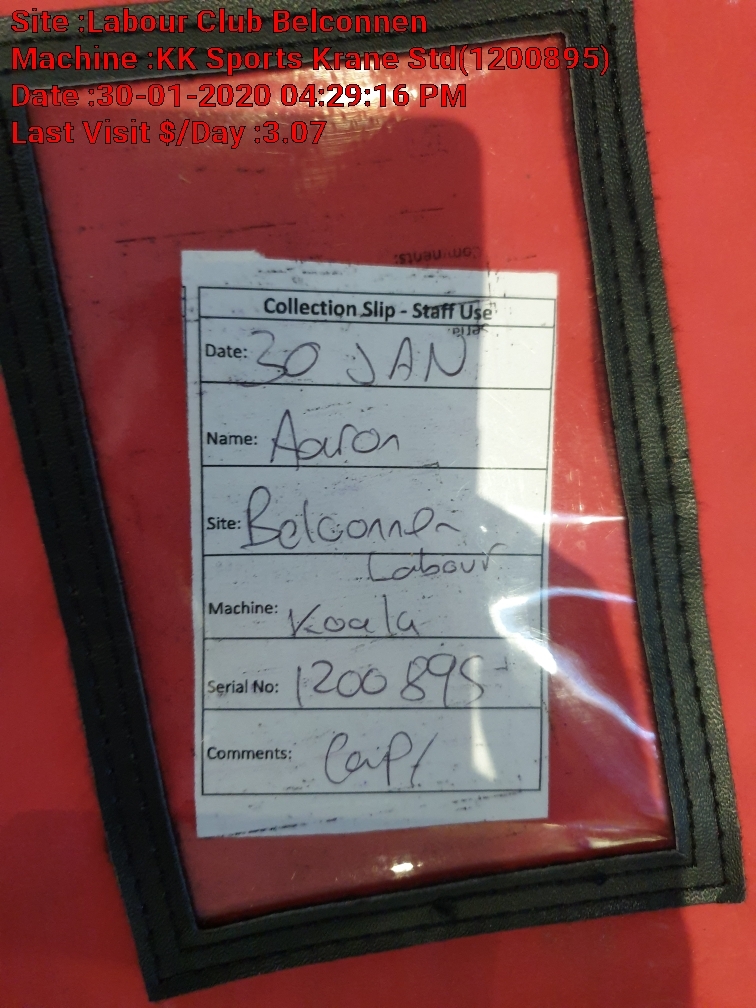 Site :Labour Club Belconnen
Machine :KK Sports Krane Std(1200895)
Date :30-01-2020 04:29:16 PM
Last Visit $/Day :3.07
Comments:
Collection Slip - Staff Use
Date: 30 JAN
Name: Aaron
Site: Belconnen
Labour
Machine: Koala
Serial No: 1200895
Comments: